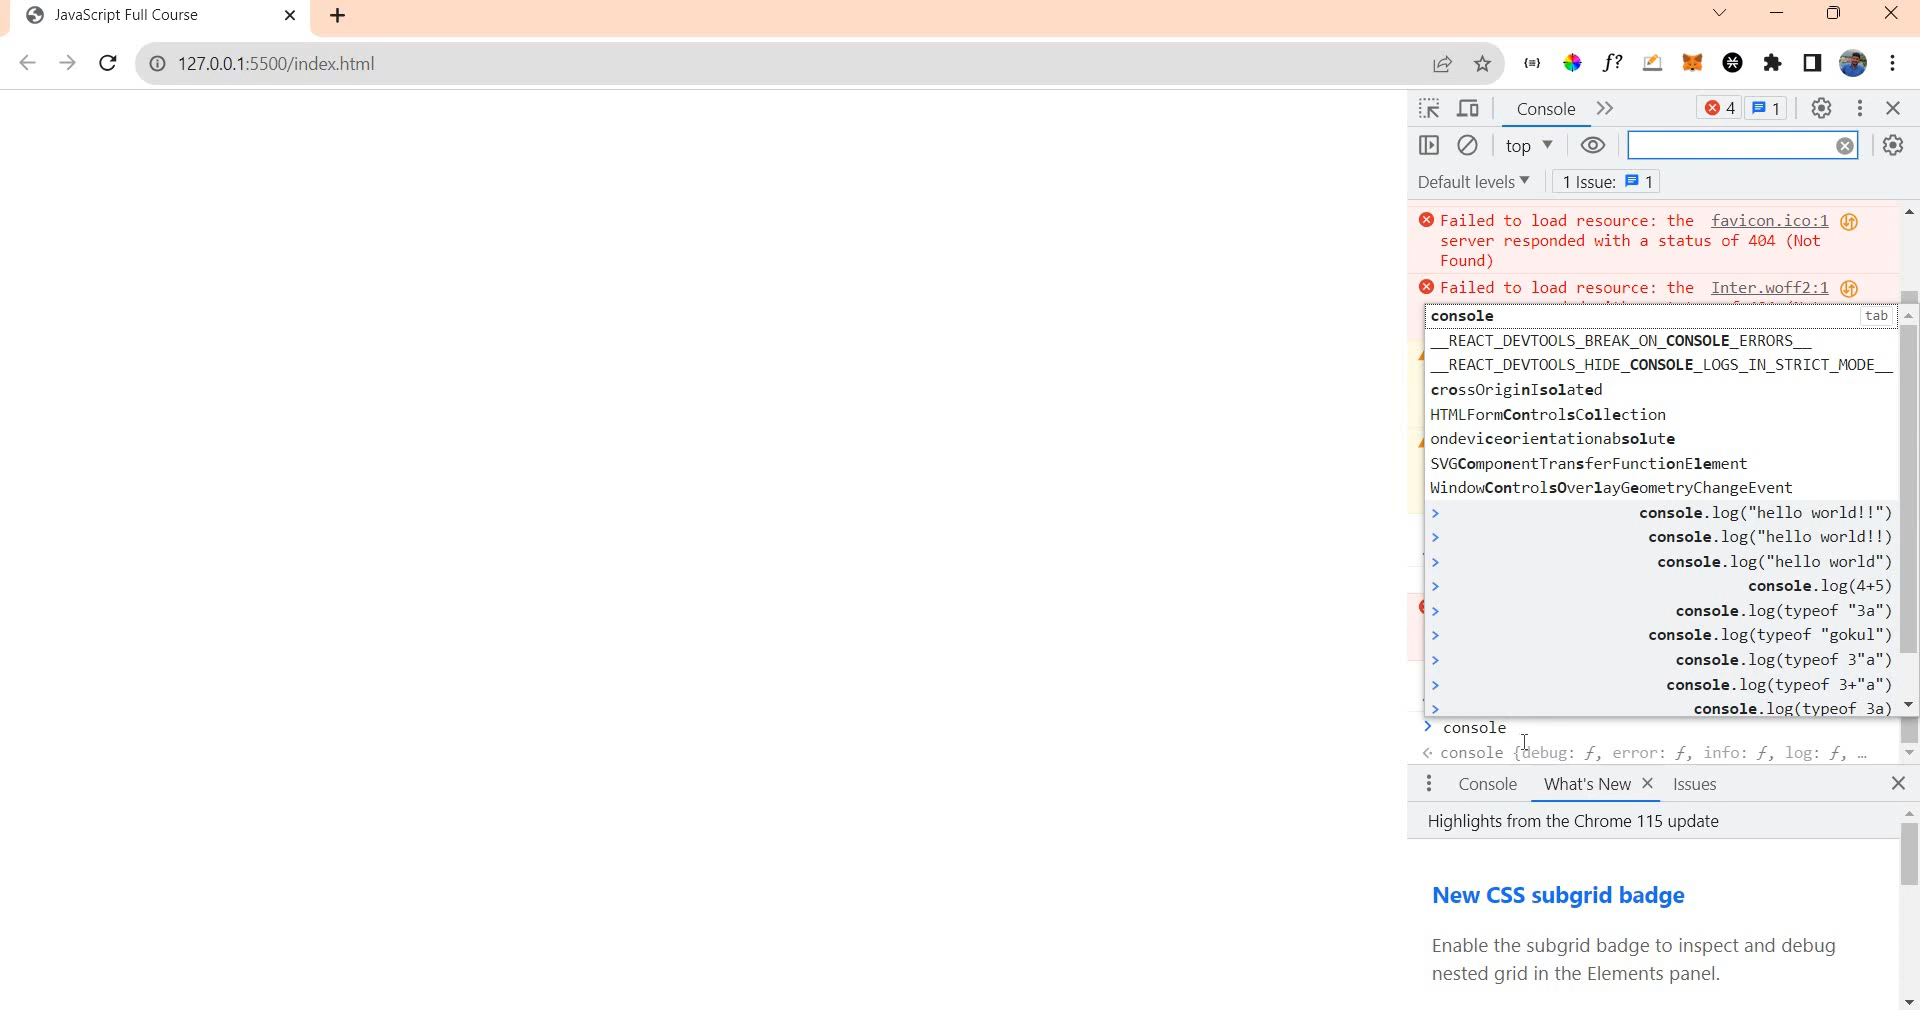 JavaScript Full Course
127.0.0.1:5500/index.html
f?
Console
4
1
top
Default levels
1 Issue:
1
Failed to load resource: the favicon.ico:1
server responded with a status of 404 (Not
Found)
Failed to load resource: the Inter.woff2:1
console tab
__REACT_DEVTOOLS_BREAK_ON_CONSOLE_ERRORS__
__REACT_DEVTOOLS_HIDE_CONSOLE_LOGS_IN_STRICT_MODE__
crossOriginIsolated
HTMLFormControlsCollection
ondeviceorientationabsolute
SVGComponentTransferFunctionElement
WindowControlsOverlayGeometryChangeEvent
> console.log("hello world!!")
> console.log("hello world!!)
> console.log("hello world")
> console.log(4+5)
> console.log(typeof "3a")
> console.log(typeof "gokul")
> console.log(typeof 3"a")
> console.log(typeof 3+"a")
> console.log(typeof 3a)
> console
console {debug: ƒ, error: ƒ, info: ƒ, log: ƒ, …
Console What's New Issues
Highlights from the Chrome 115 update
New CSS subgrid badge
Enable the subgrid badge to inspect and debug
nested grid in the Elements panel.